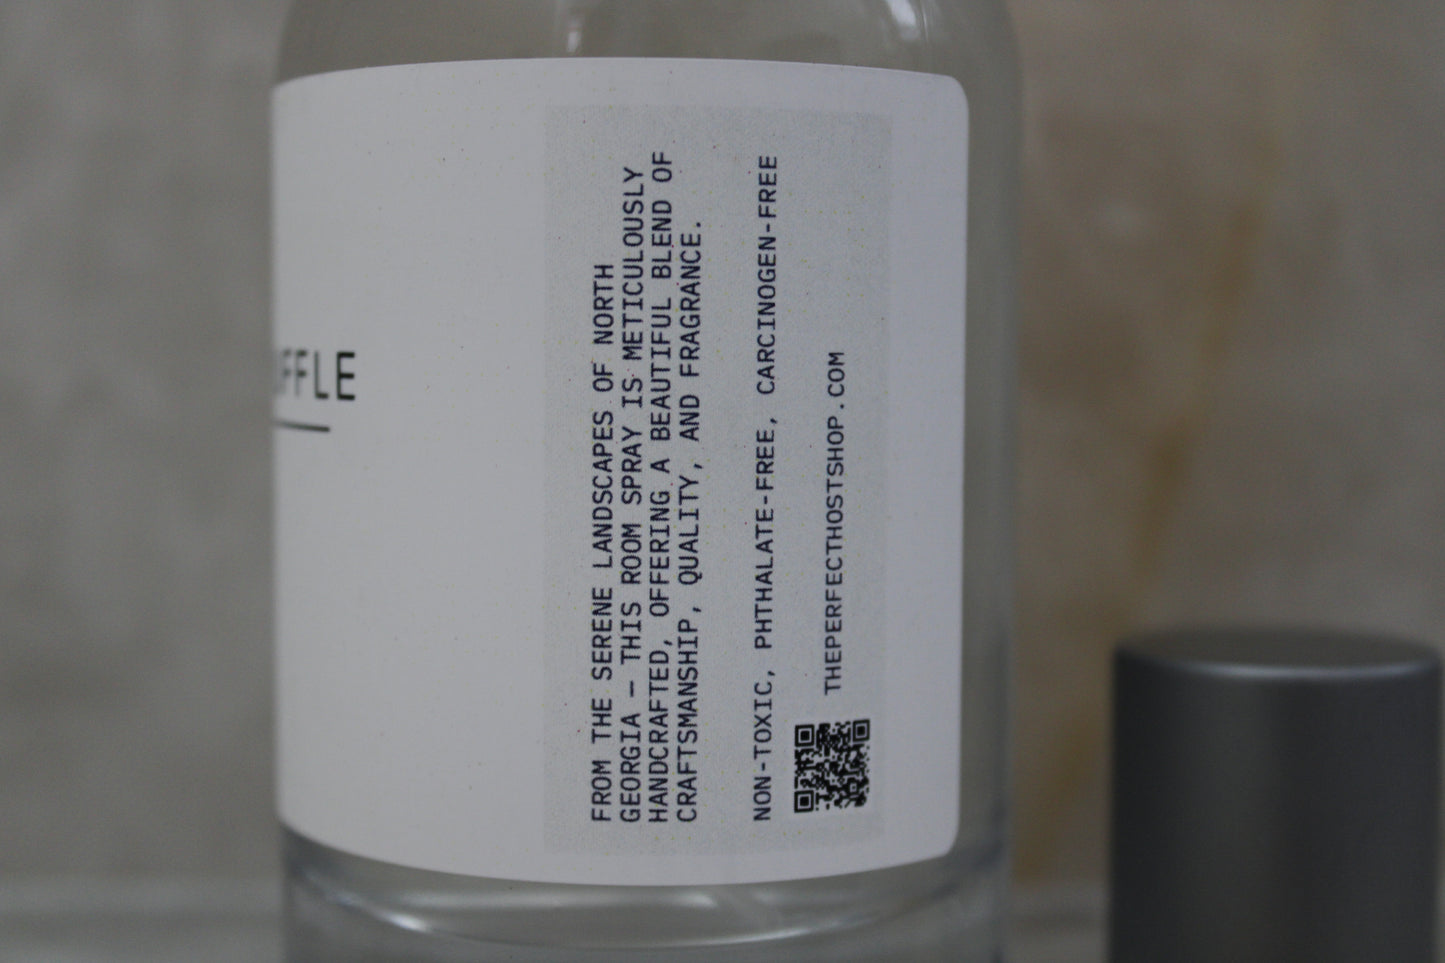 FROM THE SERENE LANDSCAPES OF NORTH
GEORGIA — THIS ROOM SPRAY IS METICULOUSLY
HANDCRAFTED, OFFERING A BEAUTIFUL BLEND OF
CRAFTSMANSHIP, QUALITY, AND FRAGRANCE.
NON-TOXIC, PHTHALATE-FREE, CARCINOGEN-FREE
THEPERFECTHOSTSHOP.COM